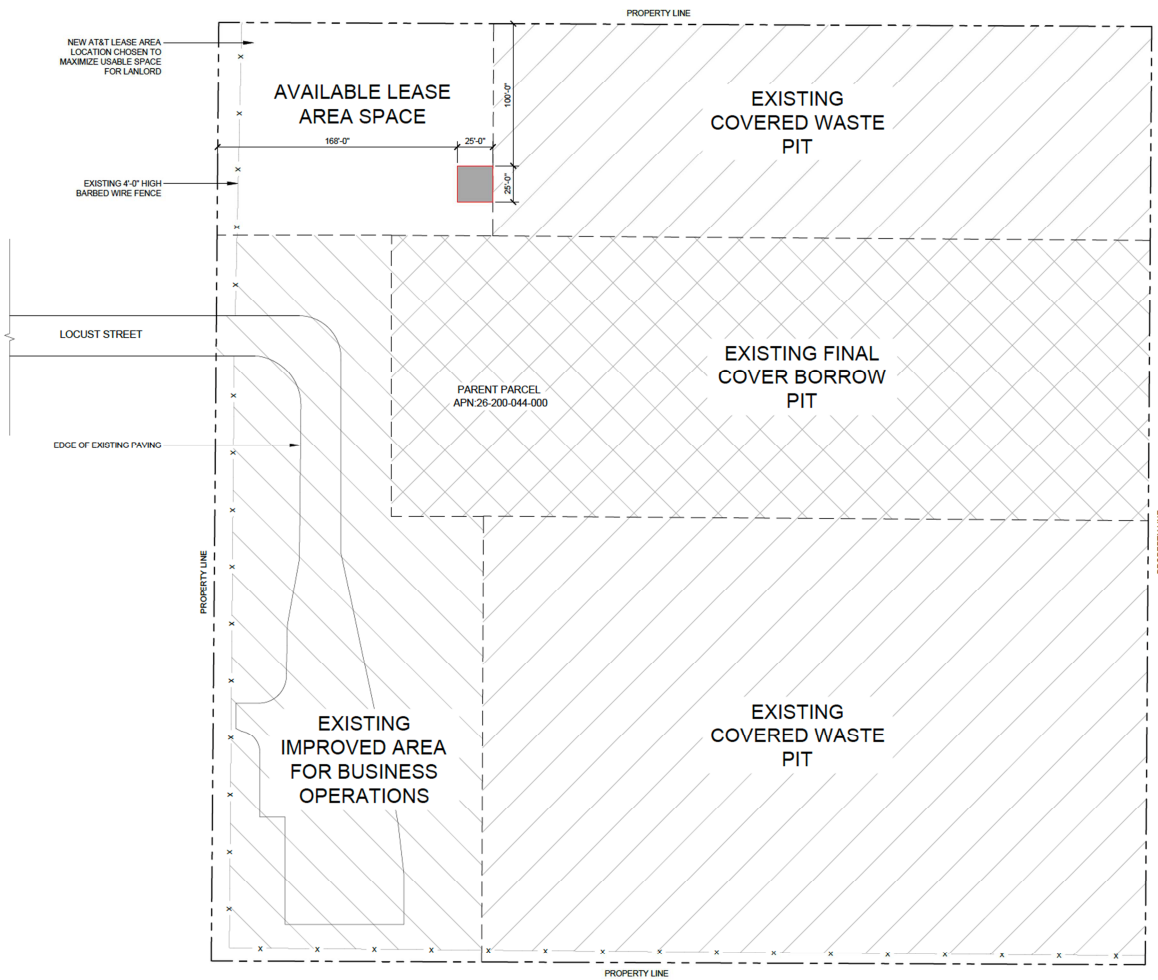 PROPERTY LINE
NEW AT&T LEASE AREA
LOCATION CHOSEN TO
MAXIMIZE USABLE SPACE
FOR LANLORD
AVAILABLE LEASE
AREA SPACE
100'-0"
EXISTING
COVERED WASTE
PIT
168'-0"
25'-0"
25'-0"
EXISTING 4'-0" HIGH
BARBED WIRE FENCE
LOCUST STREET
EXISTING FINAL
COVER BORROW
PIT
PARENT PARCEL
APN:26-200-044-000
EDGE OF EXISTING PAVING
PROPERTY LINE
EXISTING
IMPROVED AREA
FOR BUSINESS
OPERATIONS
EXISTING
COVERED WASTE
PIT
PROPERTY LINE